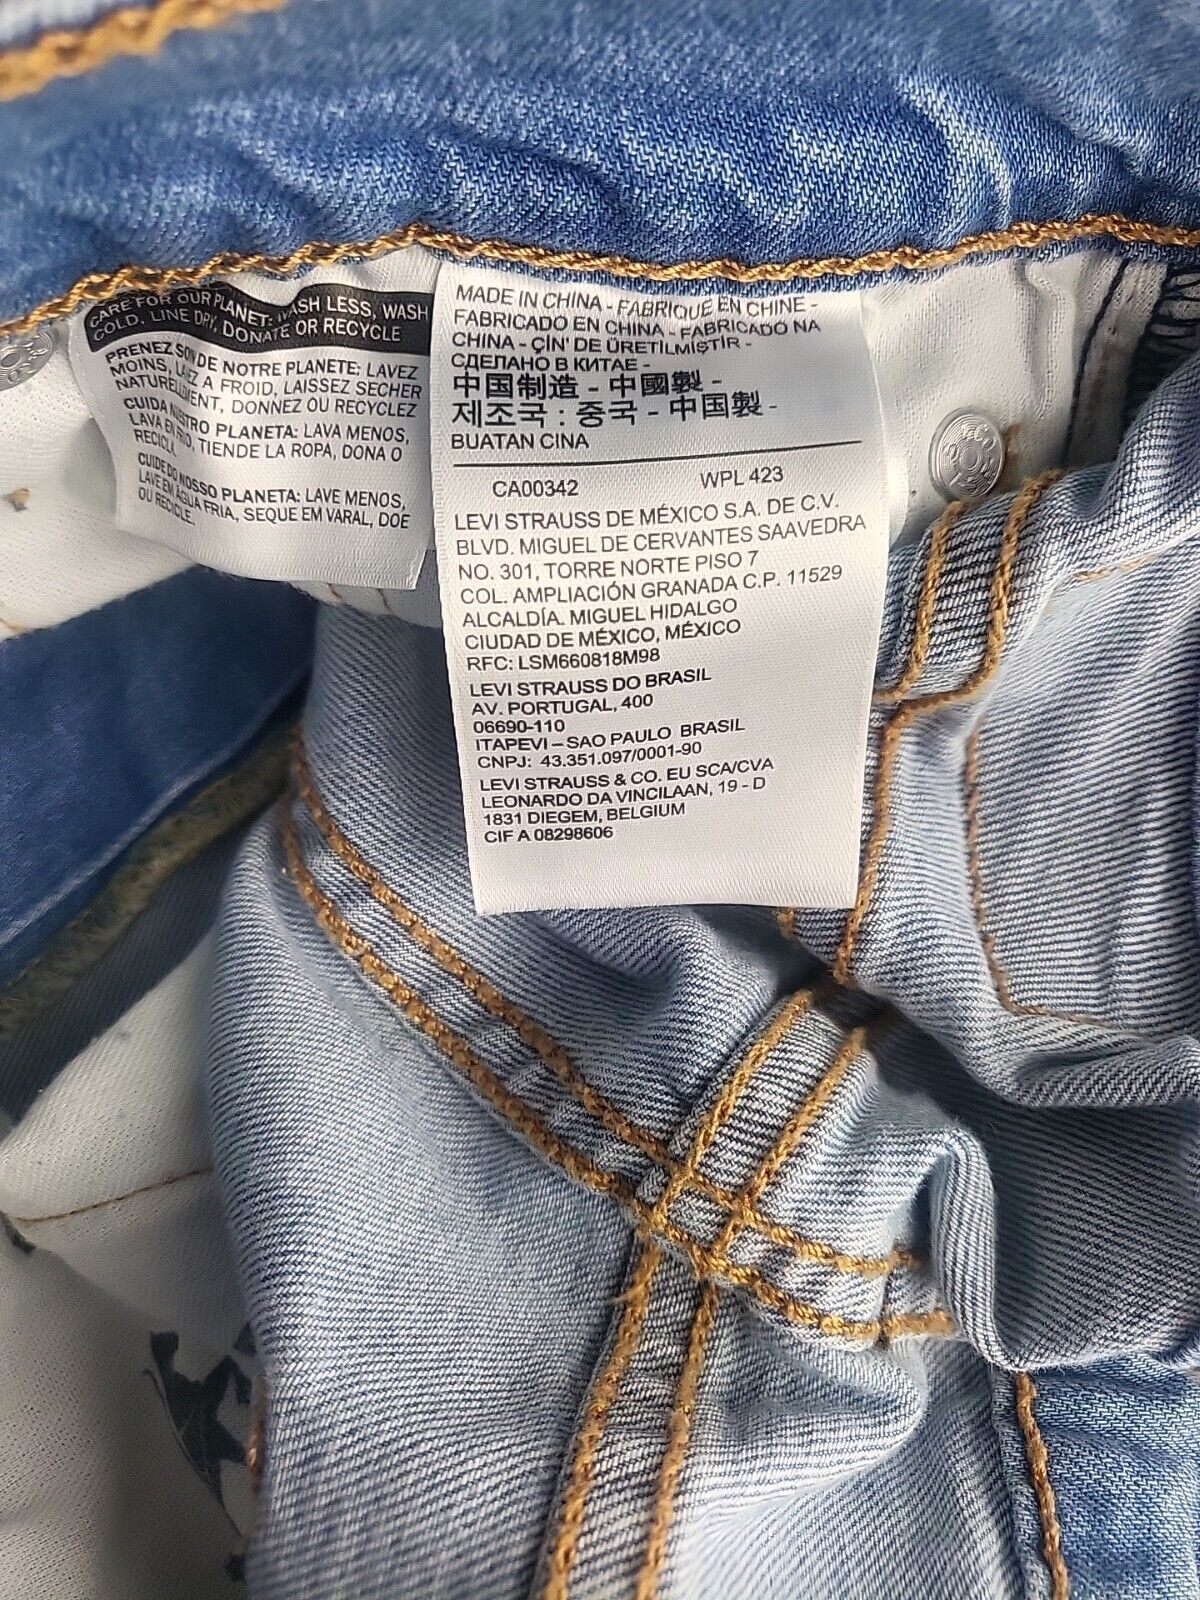 CARE FOR OUR PLANET: WASH LESS, WASH
COLD, LINE DRY, DONATE OR RECYCLE
PRENEZ SOIN DE NOTRE PLANETE: LAVEZ
MOINS, LAVEZ A FROID, LAISSEZ SECHER
NATURELLEMENT, DONNEZ OU RECYCLEZ
CUIDA NUESTRO PLANETA: LAVA MENOS,
LAVA EN FRIO, TIENDE LA ROPA, DONA O
RECICLA.
CUIDE DO NOSSO PLANETA: LAVE MENOS,
LAVE EM ÁGUA FRIA, SEQUE EM VARAL, DOE
OU RECICLE.
MADE IN CHINA - FABRIQUE EN CHINE -
FABRICADO EN CHINA - FABRICADO NA
CHINA - ÇIN' DE ÜRETILMIŞTIR -
СДЕЛАНО В КИТАЕ -
中国制造 - 中國製 -
제조국 : 중국 - 中国製 -
BUATAN CINA
CA00342 WPL 423
LEVI STRAUSS DE MÉXICO S.A. DE C.V.
BLVD. MIGUEL DE CERVANTES SAAVEDRA
NO. 301, TORRE NORTE PISO 7
COL. AMPLIACIÓN GRANADA C.P. 11529
ALCALDÍA. MIGUEL HIDALGO
CIUDAD DE MÉXICO, MÉXICO
RFC: LSM660818M98
LEVI STRAUSS DO BRASIL
AV. PORTUGAL, 400
06690-110
ITAPEVI – SAO PAULO BRASIL
CNPJ: 43.351.097/0001-90
LEVI STRAUSS & CO. EU SCA/CVA
LEONARDO DA VINCILAAN, 19 - D
1831 DIEGEM, BELGIUM
CIF A 08298606